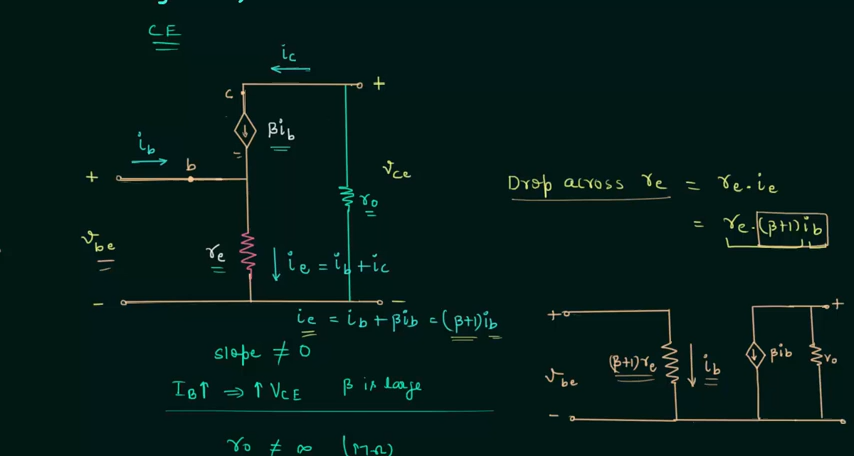 CE
ic
+
c
βib
ib
b
+
vce
ro
vbe
re
ie = ib + ic
-
-
ie = ib + βib = (β+1)ib
slope ≠ 0
IB↑ ⇒ ↑ VCE β is large
ro ≠ ∞
Drop across re = re.ie
= re.(β+1)ib
+
+
(β+1)re
ib
βib
ro
vbe
-
-